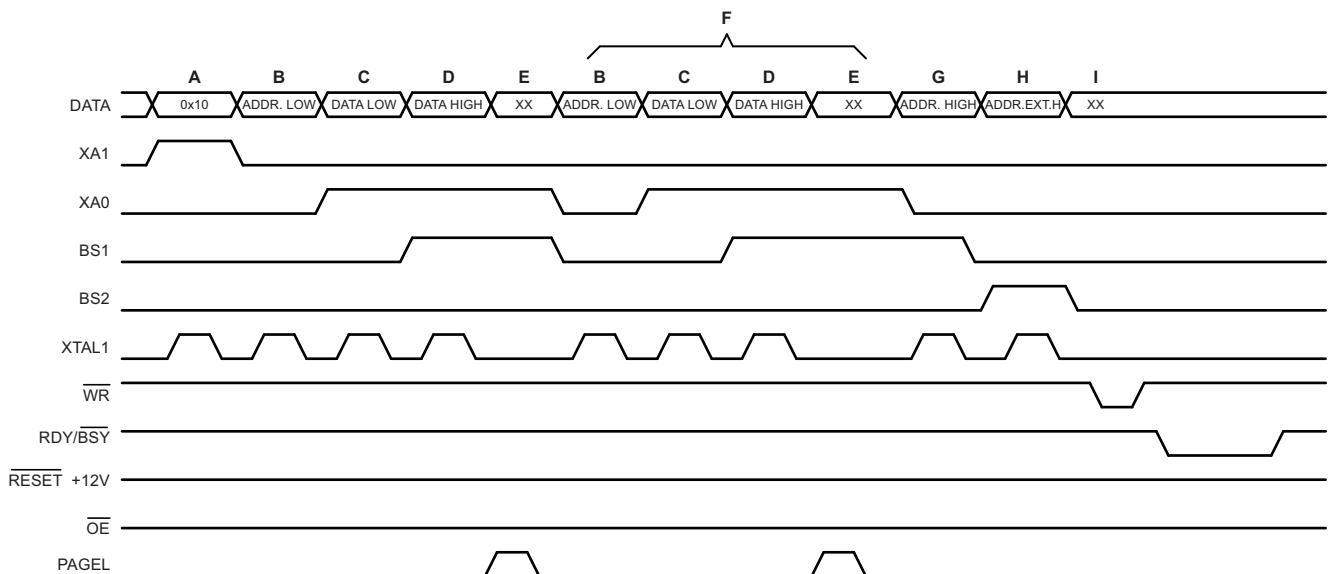 F
A B C D E B C D E G H I
DATA 0x10 ADDR. LOW DATA LOW DATA HIGH XX ADDR. LOW DATA LOW DATA HIGH XX ADDR. HIGH ADDR.EXT.H XX
XA1
XA0
BS1
BS2
XTAL1
WR
RDY/BSY
RESET +12V
OE
PAGEL